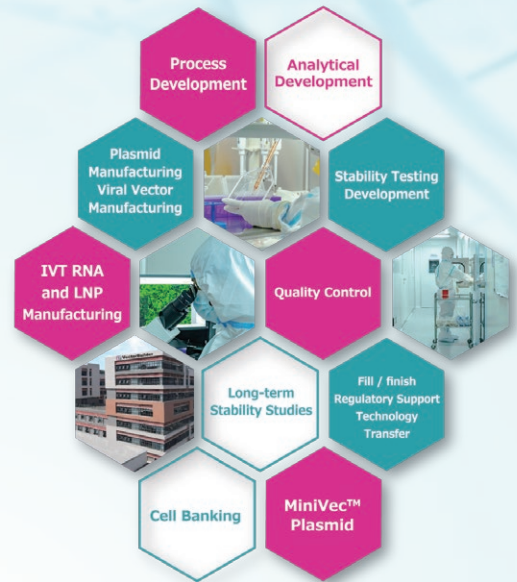 Process
Development
Analytical
Development
Plasmid
Manufacturing
Viral Vector
Manufacturing
Stability Testing
Development
IVT RNA
and LNP
Manufacturing
Quality Control
Long-term
Stability Studies
Fill / finish
Regulatory Support
Technology
Transfer
Cell Banking
MiniVec™
Plasmid